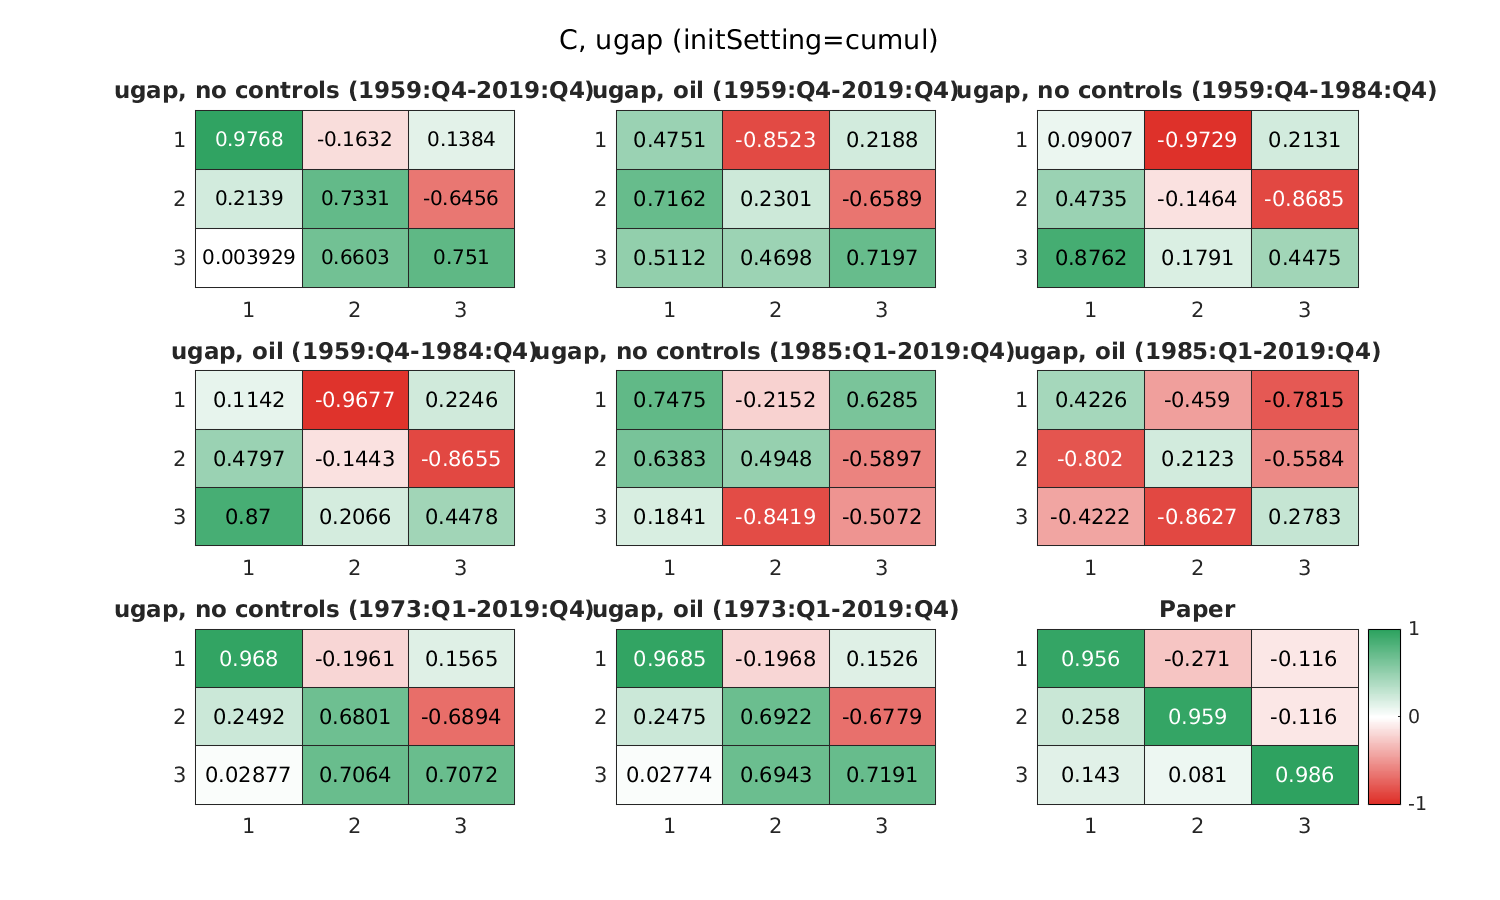 C, ugap (initSetting=cumul)
ugap, no controls (1959:Q4-2019:Q4) ugap, oil (1959:Q4-2019:Q4) ugap, no controls (1959:Q4-1984:Q4)
1 0.9768 -0.1632 0.1384 1 0.4751 -0.8523 0.2188 1 0.09007 -0.9729 0.2131
2 0.2139 0.7331 -0.6456 2 0.7162 0.2301 -0.6589 2 0.4735 -0.1464 -0.8685
3 0.003929 0.6603 0.751 3 0.5112 0.4698 0.7197 3 0.8762 0.1791 0.4475
1 2 3 1 2 3 1 2 3
ugap, oil (1959:Q4-1984:Q4) ugap, no controls (1985:Q1-2019:Q4) ugap, oil (1985:Q1-2019:Q4)
1 0.1142 -0.9677 0.2246 1 0.7475 -0.2152 0.6285 1 0.4226 -0.459 -0.7815
2 0.4797 -0.1443 -0.8655 2 0.6383 0.4948 -0.5897 2 -0.802 0.2123 -0.5584
3 0.87 0.2066 0.4478 3 0.1841 -0.8419 -0.5072 3 -0.4222 -0.8627 0.2783
1 2 3 1 2 3 1 2 3
ugap, no controls (1973:Q1-2019:Q4) ugap, oil (1973:Q1-2019:Q4) Paper
1 0.968 -0.1961 0.1565 1 0.9685 -0.1968 0.1526 1 0.956 -0.271 -0.116 1
2 0.2492 0.6801 -0.6894 2 0.2475 0.6922 -0.6779 2 0.258 0.959 -0.116 0
3 0.02877 0.7064 0.7072 3 0.02774 0.6943 0.7191 3 0.143 0.081 0.986 -1
1 2 3 1 2 3 1 2 3